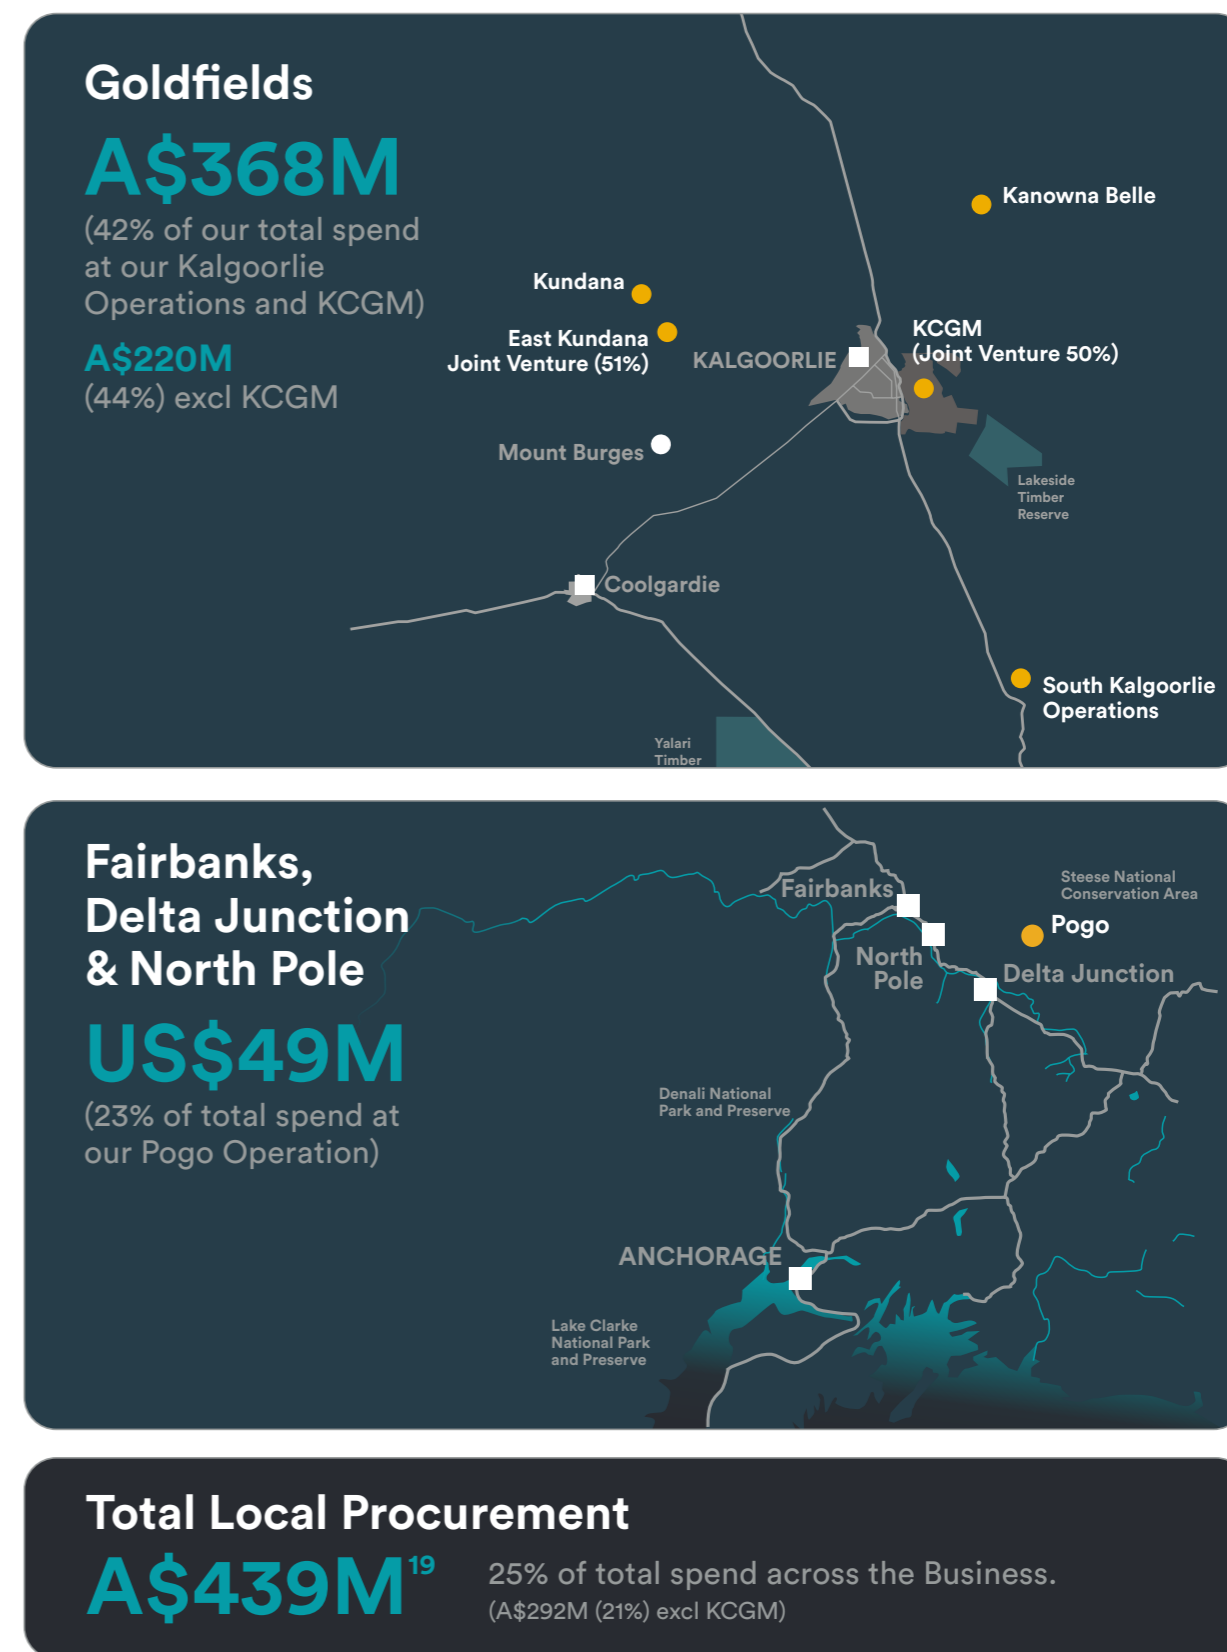 Goldfields
A$368M
(42% of our total spend
at our Kalgoorlie
Operations and KCGM)
A$220M
(44%) excl KCGM
Kanowna Belle
Kundana
East Kundana
Joint Venture (51%)
KALGOORLIE
KCGM
(Joint Venture 50%)
Mount Burges
Lakeside
Timber
Reserve
Coolgardie
South Kalgoorlie
Operations
Yalari
Timber
Fairbanks,
Delta Junction
& North Pole
US$49M
(23% of total spend at
our Pogo Operation)
Fairbanks
Steese National
Conservation Area
Pogo
North
Pole
Delta Junction
Denali National
Park and Preserve
ANCHORAGE
Lake Clarke
National Park
and Preserve
Total Local Procurement
A$439M19
25% of total spend across the Business.
(A$292M (21%) excl KCGM)